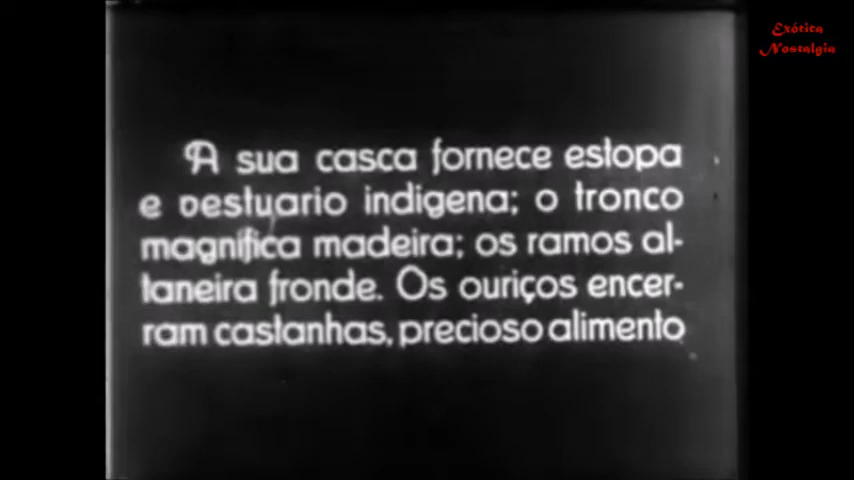 Exótica
Nostalgia
A sua casca fornece estopa
e vestuario indigena; o tronco
magnifica madeira; os ramos al-
taneira fronde. Os ouriços encer-
ram castanhas, precioso alimento